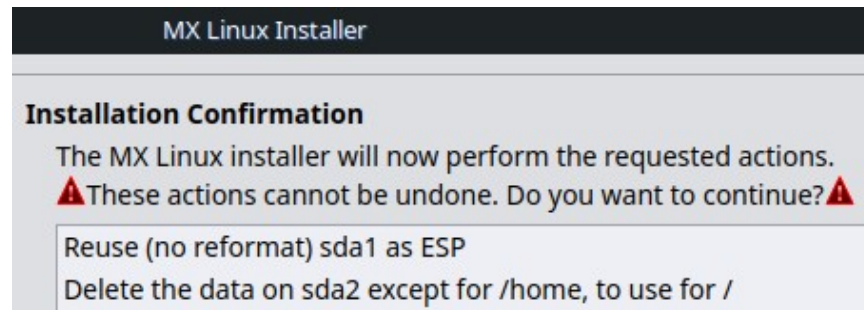 MX Linux Installer
Installation Confirmation
The MX Linux installer will now perform the requested actions.
These actions cannot be undone. Do you want to continue?
Reuse (no reformat) sda1 as ESP
Delete the data on sda2 except for /home, to use for /